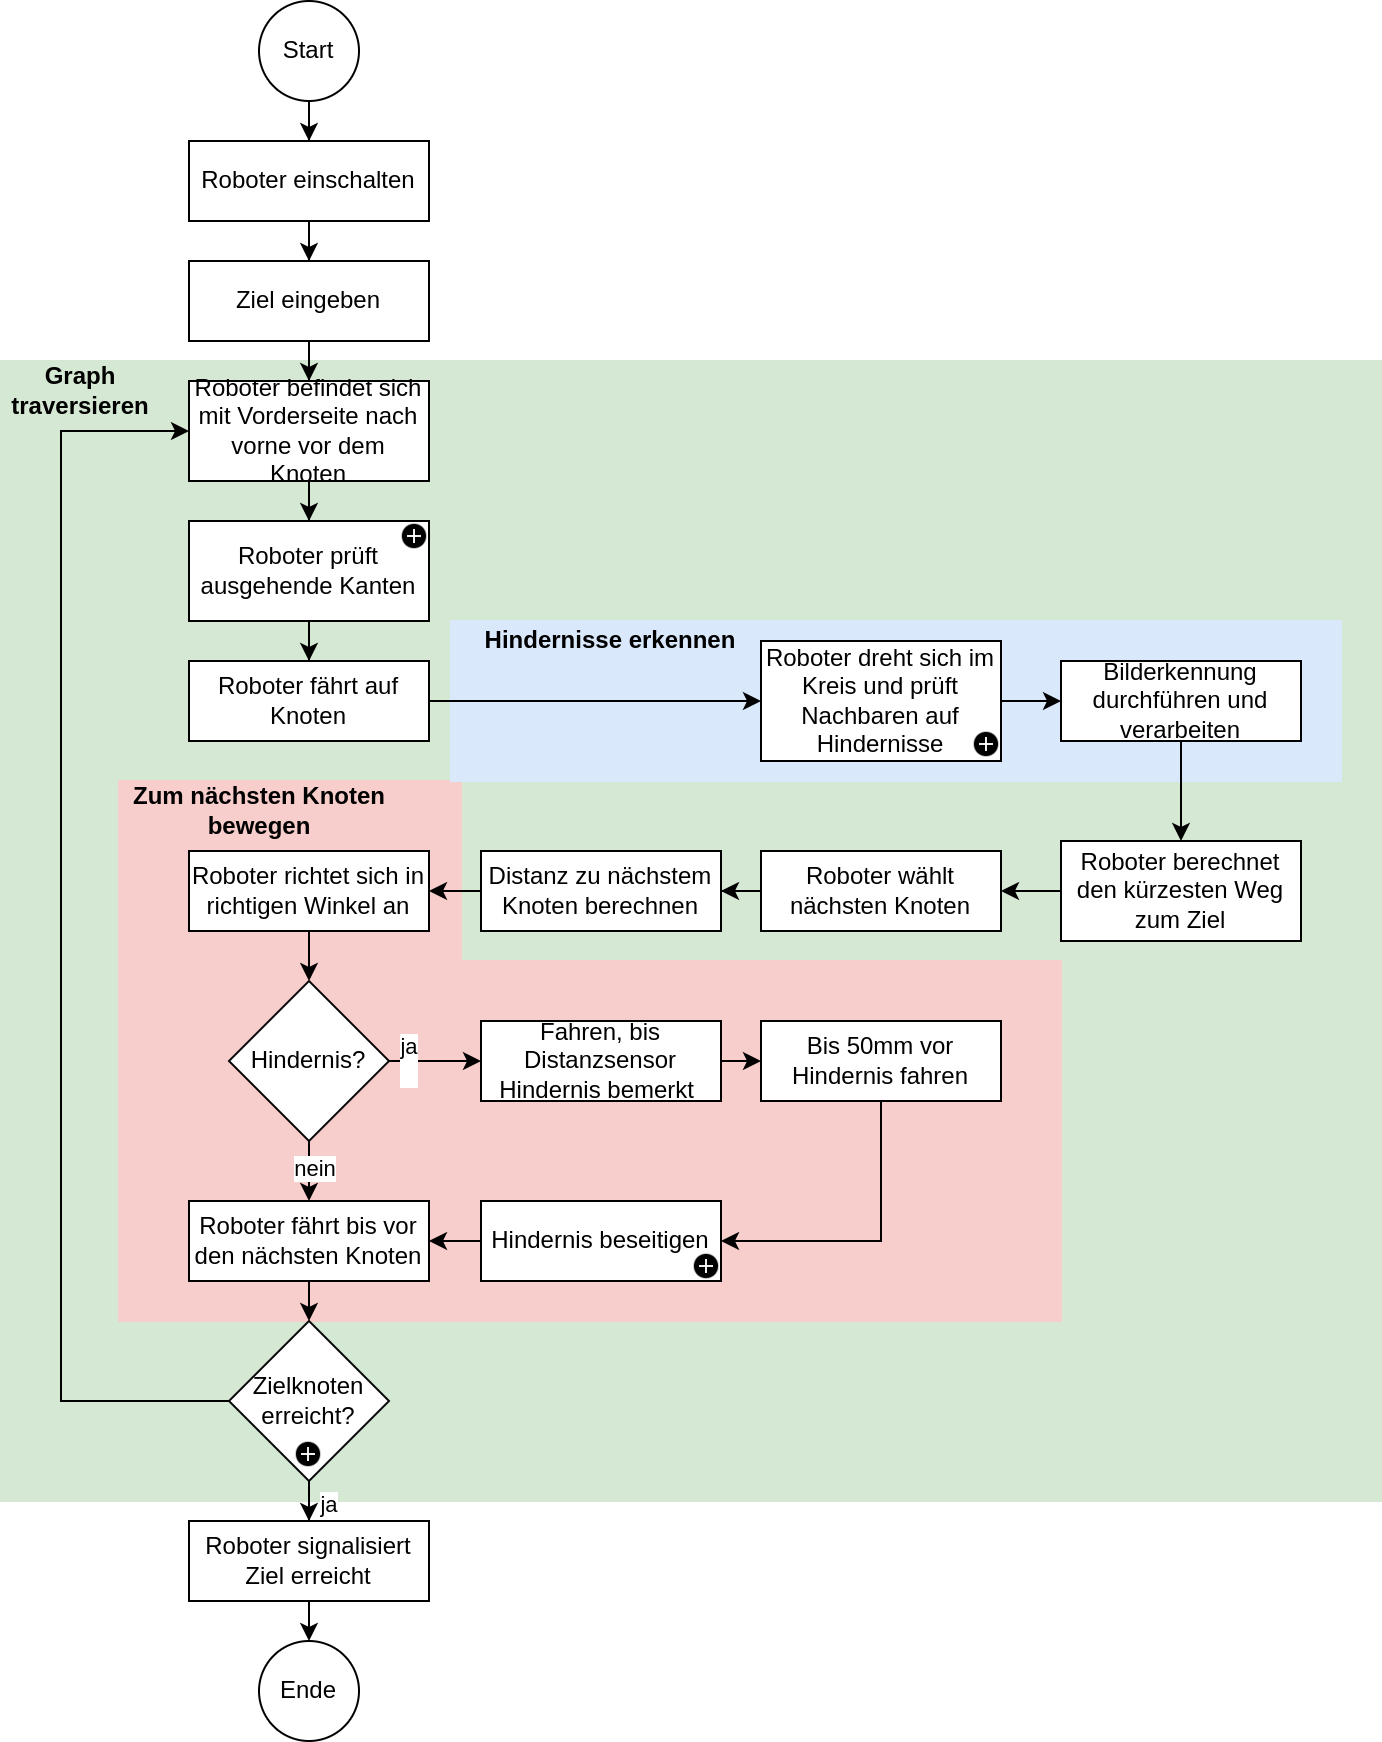 Start
Roboter einschalten
Ziel eingeben
Graph
traversieren
Roboter befindet sich
mit Vorderseite nach
vorne vor dem
Knoten
Roboter prüft
ausgehende Kanten
Hindernisse erkennen
Roboter fährt auf
Knoten
Roboter dreht sich im
Kreis und prüft
Nachbaren auf
Hindernisse
Bilderkennung
durchführen und
verarbeiten
Zum nächsten Knoten
bewegen
Roboter richtet sich in
richtigen Winkel an
Distanz zu nächstem
Knoten berechnen
Roboter wählt
nächsten Knoten
Roboter berechnet
den kürzesten Weg
zum Ziel
Hindernis?
ja
Fahren, bis
Distanzsensor
Hindernis bemerkt
Bis 50mm vor
Hindernis fahren
nein
Roboter fährt bis vor
den nächsten Knoten
Hindernis beseitigen
Zielknoten
erreicht?
ja
Roboter signalisiert
Ziel erreicht
Ende